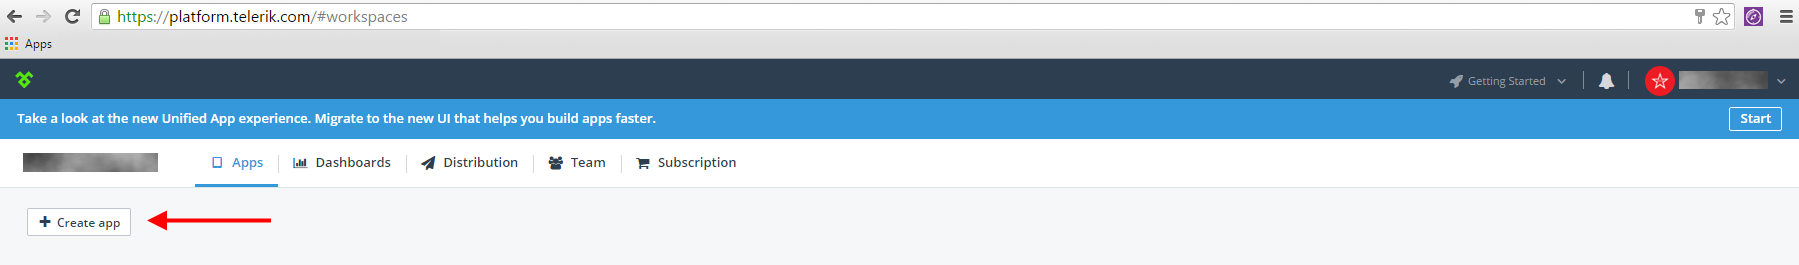 https://platform.telerik.com/#workspaces
Apps
Getting Started
Take a look at the new Unified App experience. Migrate to the new UI that helps you build apps faster. Start
Apps Dashboards Distribution Team Subscription
Create app